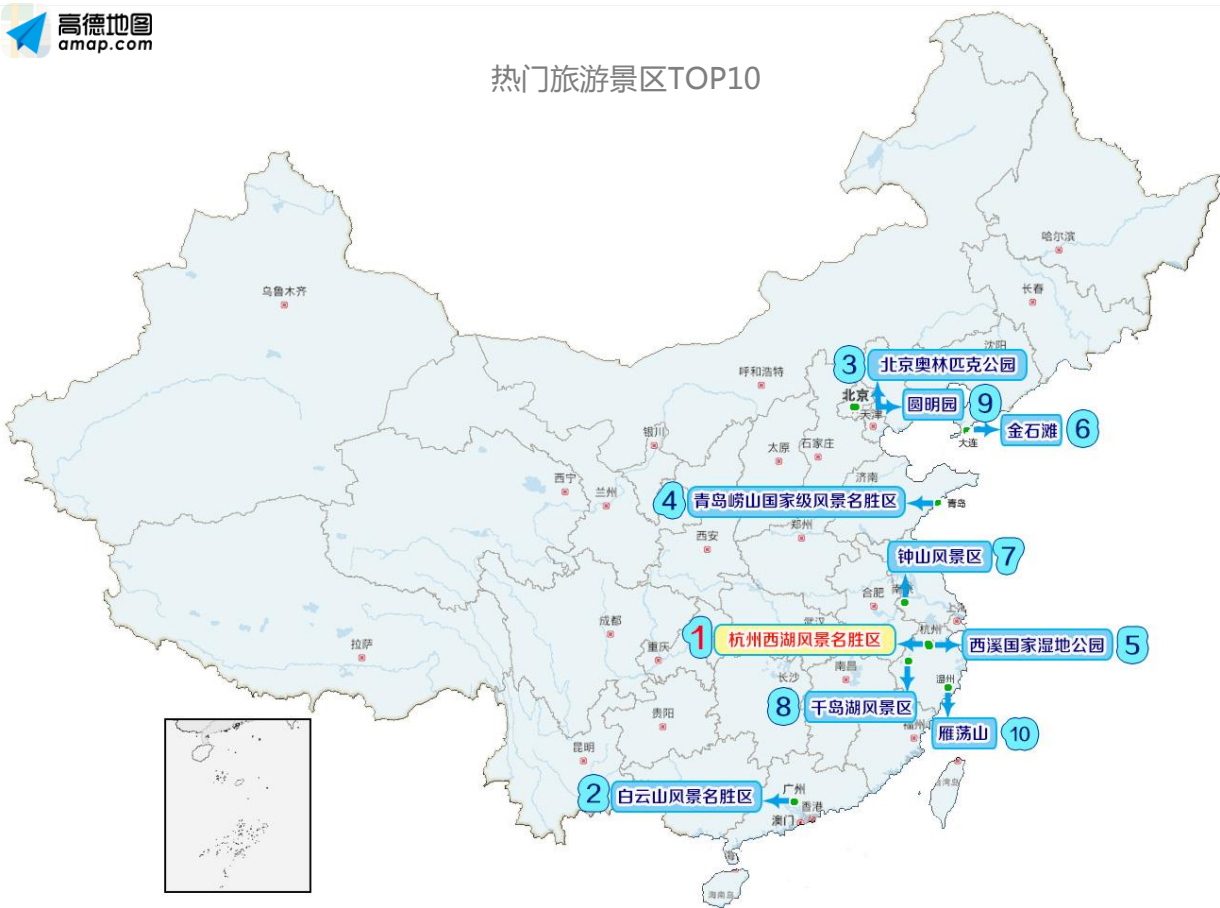 高德地图
amap.com
热门旅游景区TOP10
哈尔滨
乌鲁木齐
长春
沈阳
3 北京奥林匹克公园
呼和浩特
北京
圆明园 9
天津
金石滩 6
大连
银川
太原
石家庄
西宁
兰州
济南
4 青岛崂山国家级风景名胜区
青岛
郑州
西安
钟山风景区 7
合肥
南京
上海
成都
武汉
杭州
1 杭州西湖风景名胜区
西溪国家湿地公园 5
拉萨
重庆
长沙
南昌
温州
8 千岛湖风景区
贵阳
福州
雁荡山 10
昆明
台湾岛
广州
2 白云山风景名胜区
香港
澳门
海
海南岛